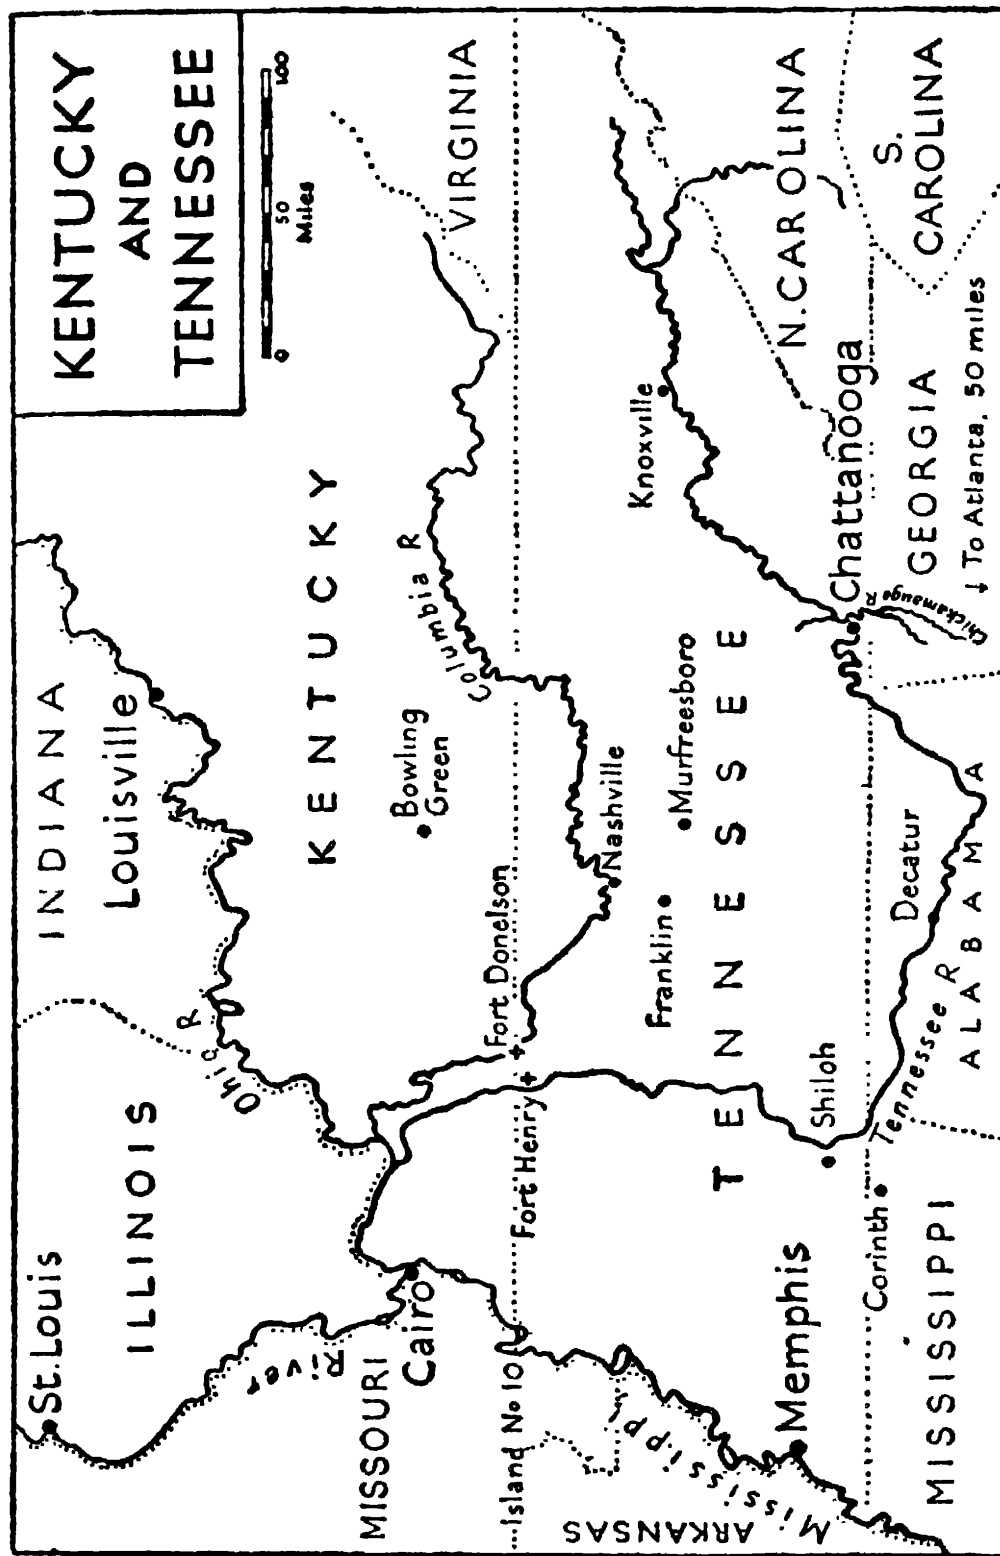 KENTUCKY
AND
TENNESSEE
0 50 100
Miles
St. Louis
ILLINOIS
INDIANA
Louisville
Ohio R
River
MISSOURI
Cairo
KENTUCKY
Bowling
Green
Columbia R
VIRGINIA
Island No 10
Fort Henry
Fort Donelson
Nashville
Knoxville
Mississippi
ARKANSAS
Franklin
Murfreesboro
TENNESSEE
N. CAROLINA
Memphis
Shiloh
Chattanooga
S.
CAROLINA
Corinth
Tennessee R
Decatur
Chickamauga R
GEORGIA
MISSISSIPPI
ALABAMA
↓ To Atlanta, 50 miles